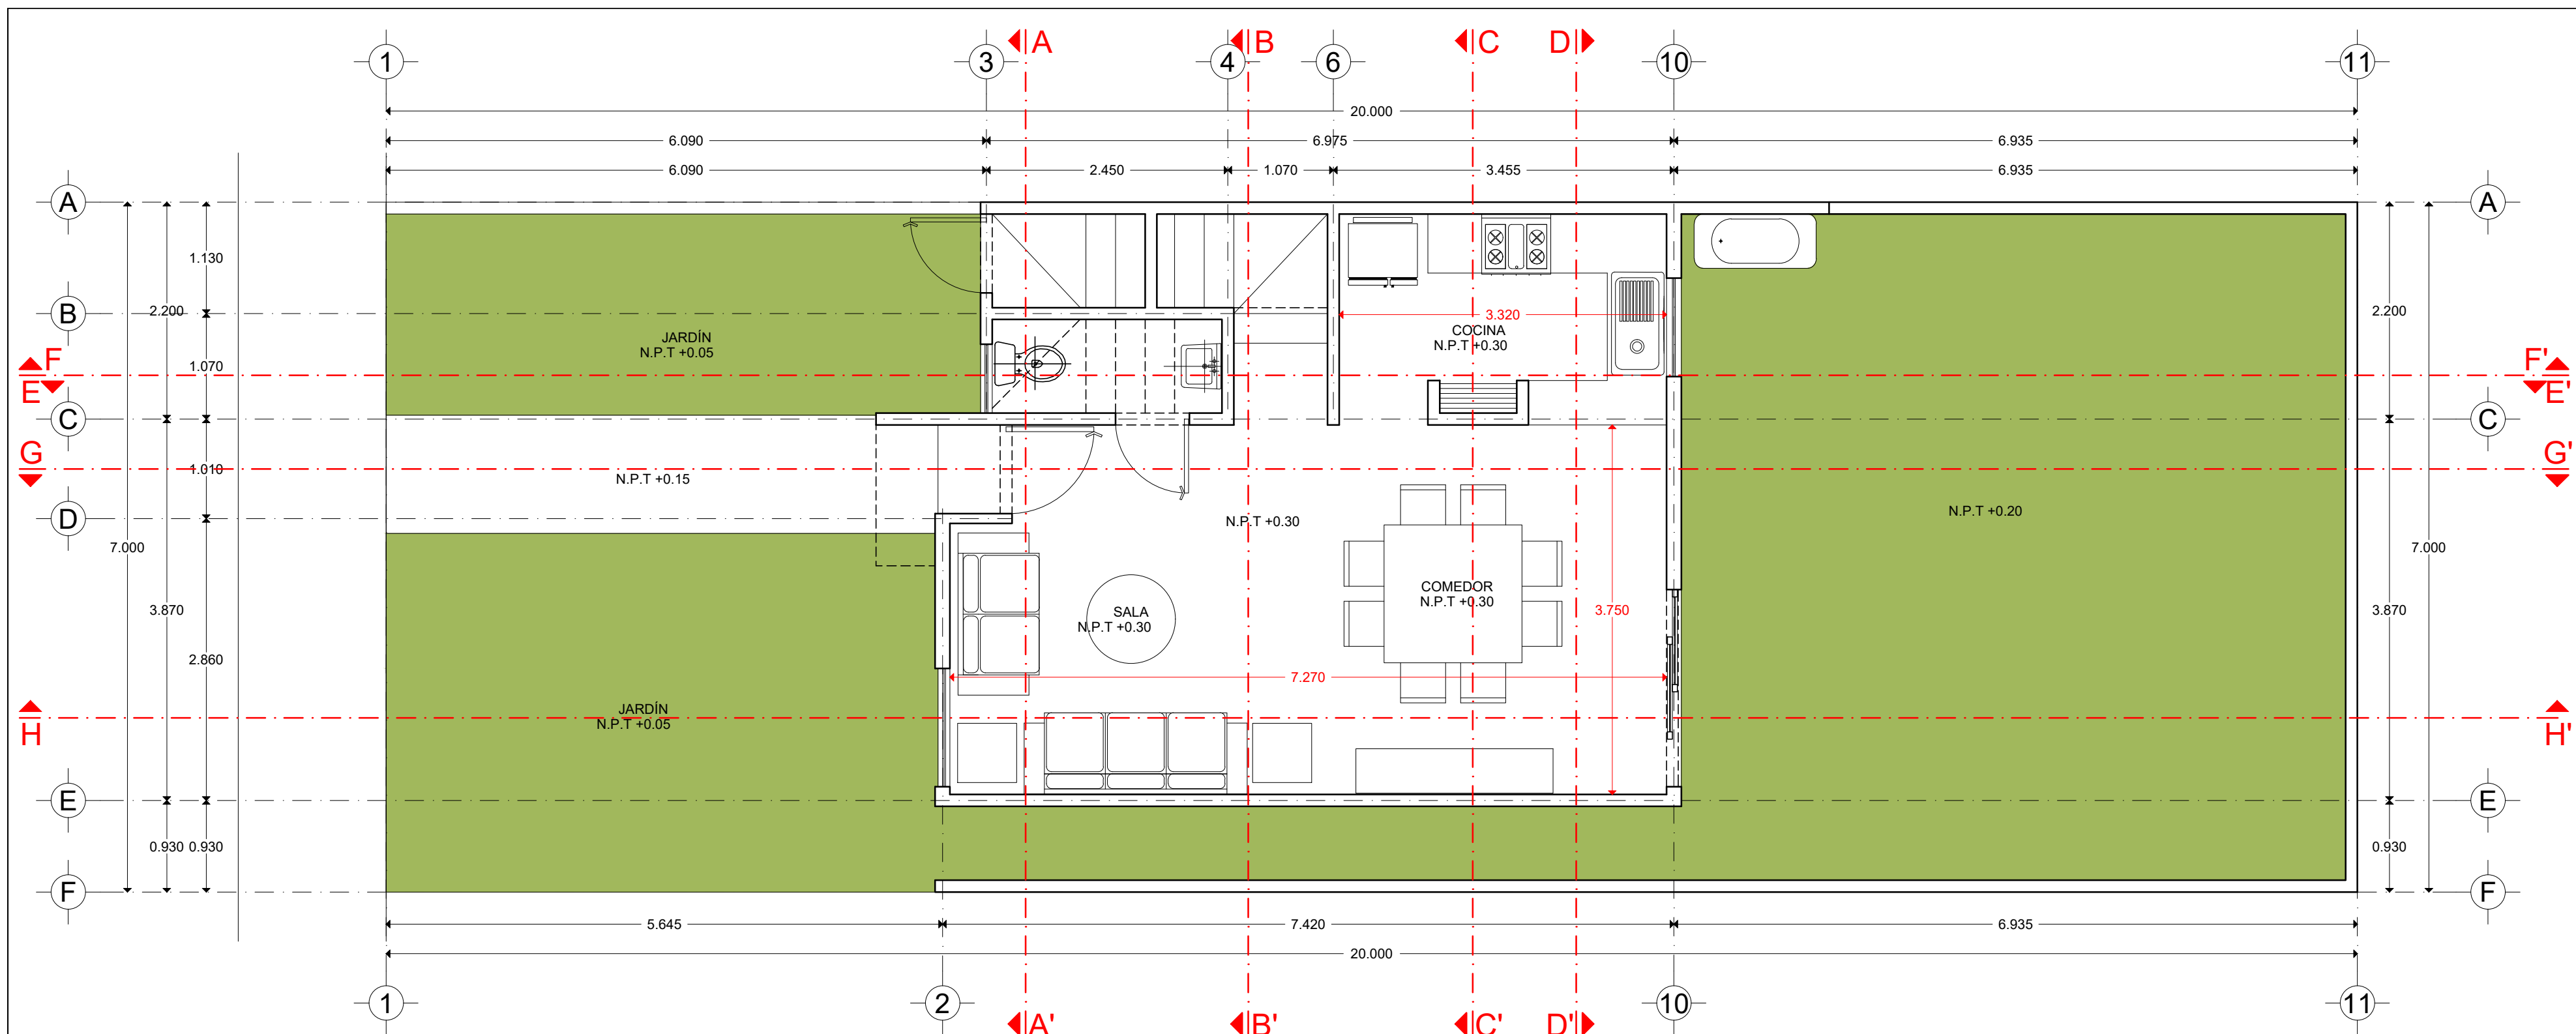 A
B
C
D
1
3
4
6
10
11
20.000
6.090
6.975
6.935
6.090
2.450
1.070
3.455
6.935
A
A
1.130
B
2.200
2.200
3.320
COCINA
N.P.T +0.30
JARDÍN
N.P.T +0.05
F
F'
1.070
E
E'
C
C
G
G'
1.010
N.P.T +0.15
N.P.T +0.30
N.P.T +0.20
D
7.000
7.000
3.870
COMEDOR
N.P.T +0.30
3.750
3.870
SALA
N.P.T +0.30
2.860
7.270
JARDÍN
N.P.T +0.05
H
H'
E
E
0.930
0.930
0.930
F
F
5.645
7.420
6.935
20.000
1
2
10
11
A'
B'
C'
D'